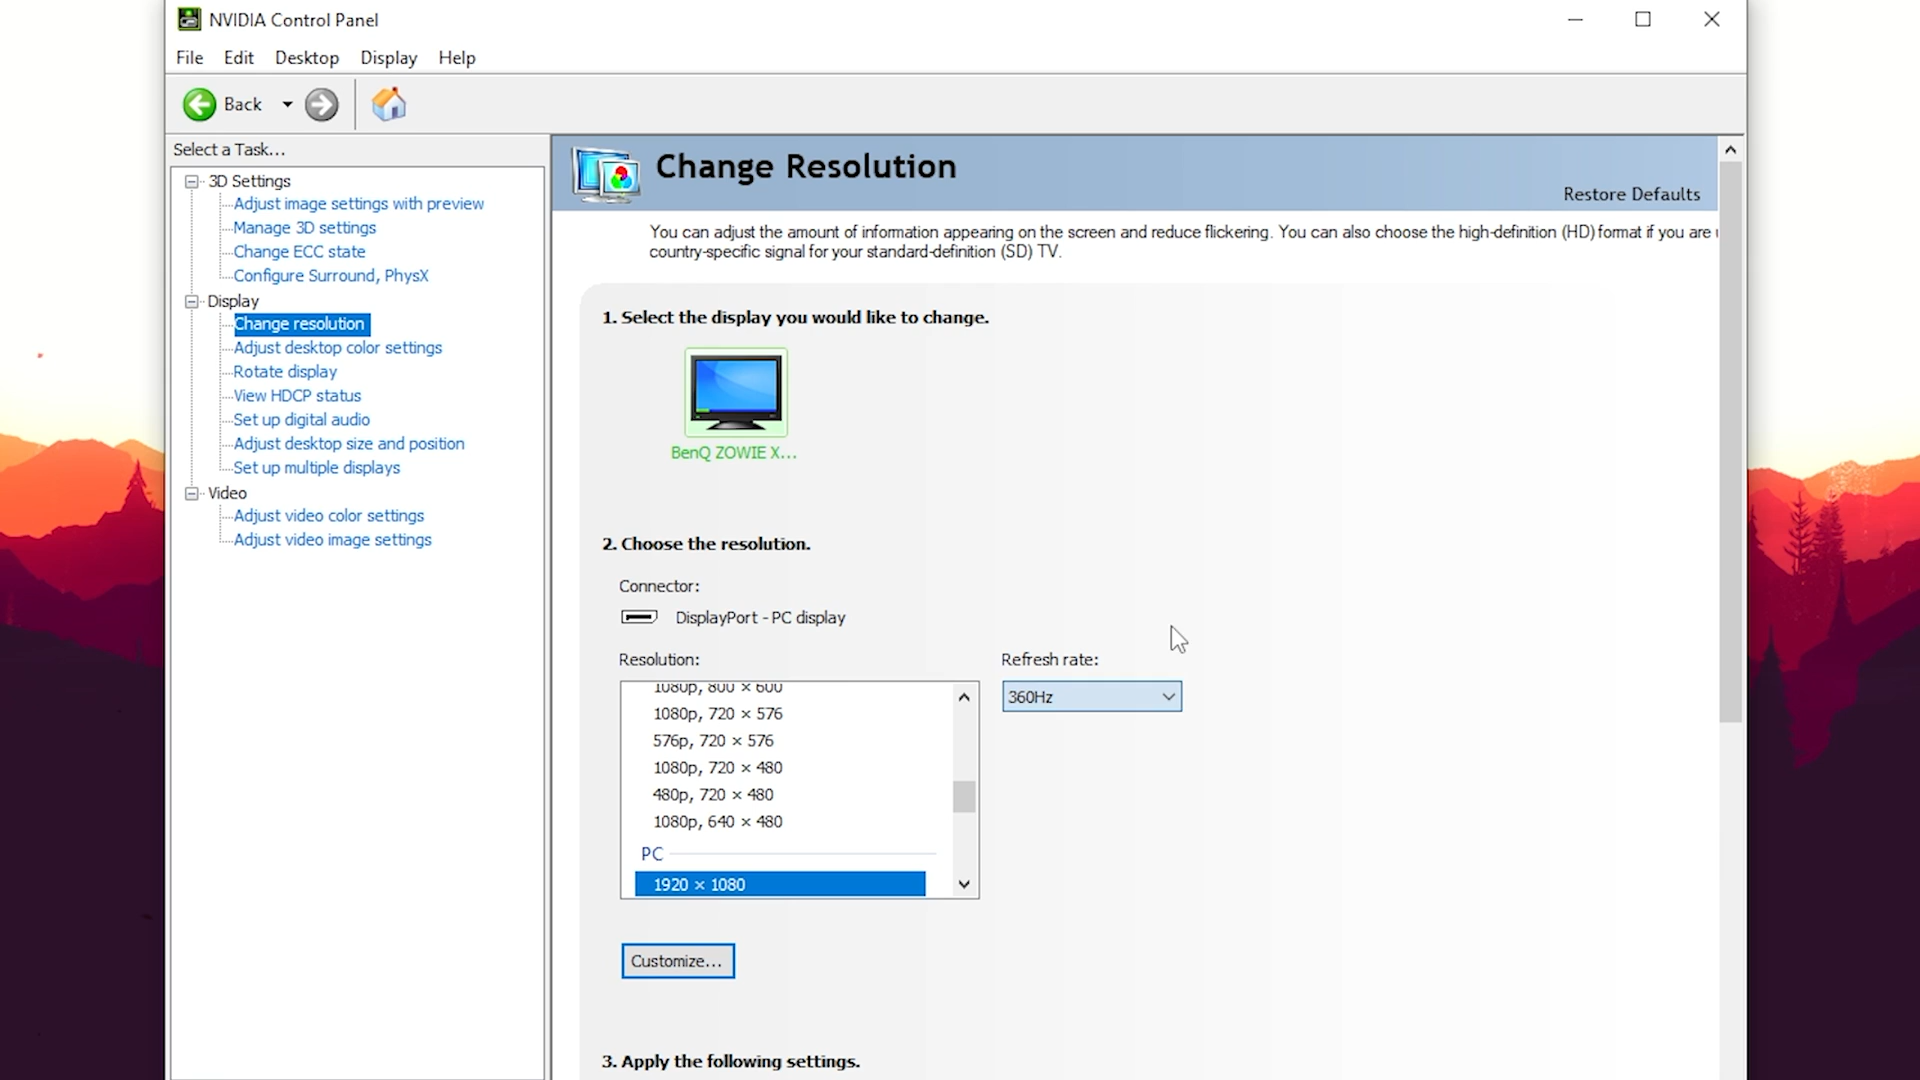 NVIDIA Control Panel
File Edit Desktop Display Help
Back
Select a Task...
3D Settings
Adjust image settings with preview
Manage 3D settings
Change ECC state
Configure Surround, PhysX
Display
Change resolution
Adjust desktop color settings
Rotate display
View HDCP status
Set up digital audio
Adjust desktop size and position
Set up multiple displays
Video
Adjust video color settings
Adjust video image settings
Change Resolution
Restore Defaults
You can adjust the amount of information appearing on the screen and reduce flickering. You can also choose the high-definition (HD) format if you are
country-specific signal for your standard-definition (SD) TV.
1. Select the display you would like to change.
BenQ ZOWIE X...
2. Choose the resolution.
Connector:
DisplayPort - PC display
Resolution:
1080p, 800 × 600
1080p, 720 × 576
576p, 720 × 576
1080p, 720 × 480
480p, 720 × 480
1080p, 640 × 480
PC
1920 × 1080
Refresh rate:
360Hz
Customize...
3. Apply the following settings.